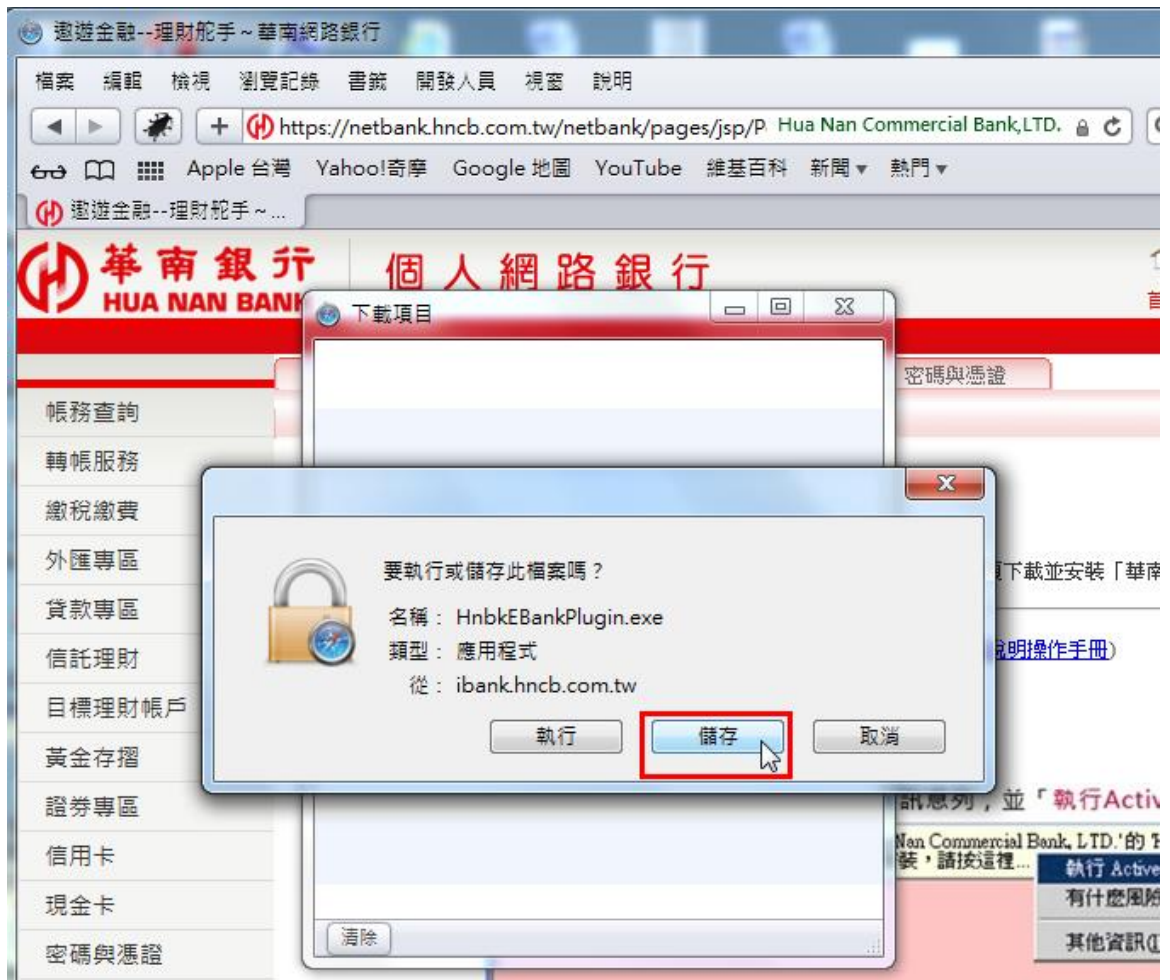 遨遊金融--理財舵手～華南網路銀行
檔案 編輯 檢視 瀏覽記錄 書籤 開發人員 視窗 說明
https://netbank.hncb.com.tw/netbank/pages/jsp/P Hua Nan Commercial Bank,LTD.
Apple 台灣 Yahoo!奇摩 Google 地圖 YouTube 維基百科 新聞▼ 熱門▼
遨遊金融--理財舵手～...
華南銀行 個人網路銀行
HUA NAN BANK
首
下載項目
密碼與憑證
帳務查詢
轉帳服務
繳稅繳費
外匯專區
貸款專區
信託理財
目標理財帳戶
黃金存摺
證券專區
信用卡
現金卡
密碼與憑證
要執行或儲存此檔案嗎？
名稱： HnbkEBankPlugin.exe
類型： 應用程式
從： ibank.hncb.com.tw
執行 儲存 取消
下載並安裝「華南
說明操作手冊)
訊息列，並「執行Activ
Nan Commercial Bank, LTD.'的
裝，請按這裡...
執行 Active
有什麼風險
其他資訊(I
清除